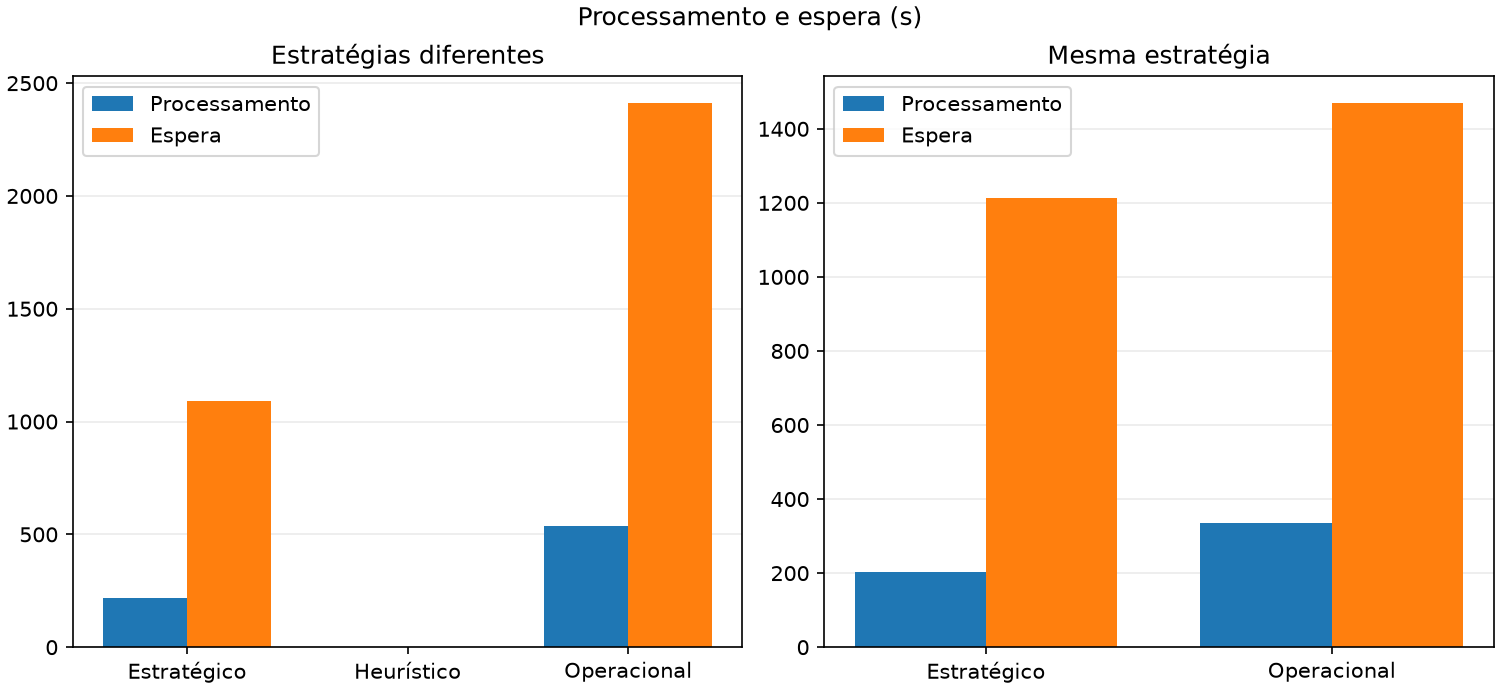 Processamento e espera (s)
Estratégias diferentes
2500
2000
1500
1000
500
0
Processamento
Espera
Estratégico
Heurístico
Operacional
Mesma estratégia
1400
1200
1000
800
600
400
200
0
Processamento
Espera
Estratégico
Operacional